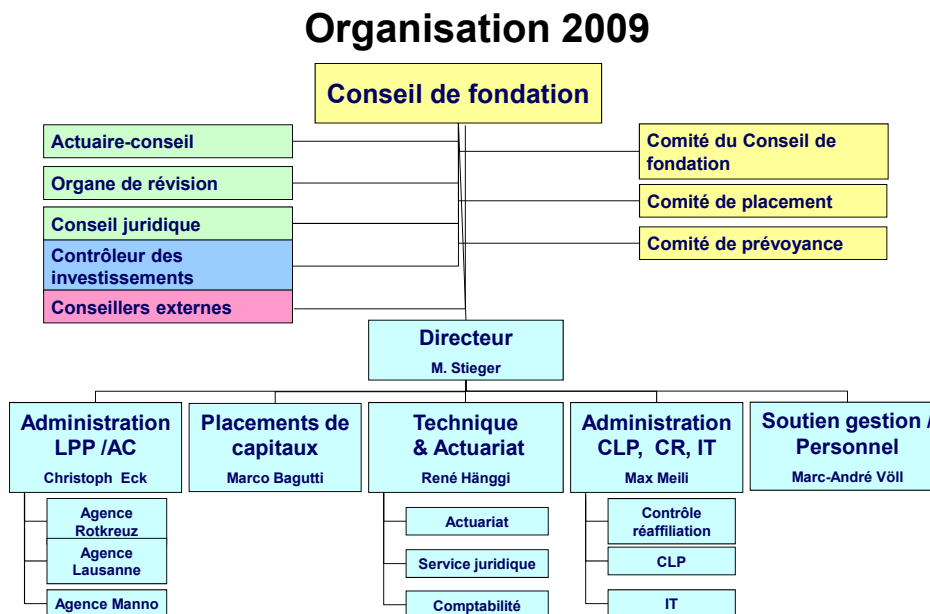 Organisation 2009
Conseil de fondation
Actuaire-conseil
Organe de révision
Conseil juridique
Contrôleur des
investissements
Conseillers externes
Comité du Conseil de
fondation
Comité de placement
Comité de prévoyance
Directeur
M. Stieger
Administration
LPP /AC
Christoph Eck
Placements de
capitaux
Marco Bagutti
Technique
& Actuariat
René Hänggi
Administration
CLP, CR, IT
Max Meili
Soutien gestion /
Personnel
Marc-André Völl
Agence
Rotkreuz
Agence
Lausanne
Agence Manno
Actuariat
Service juridique
Comptabilité
Contrôle
réaffiliation
CLP
IT